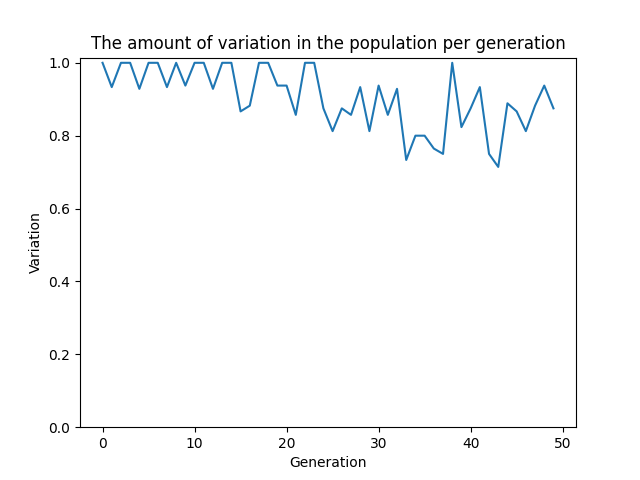 The amount of variation in the population per generation
1.0
0.8
0.6
0.4
0.2
0.0
Variation
0 10 20 30 40 50
Generation